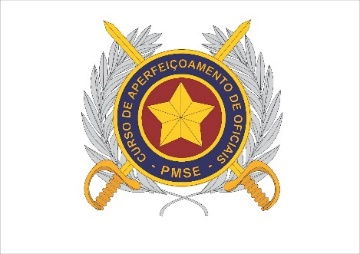 CURSO DE APERFEIÇOAMENTO DE OFICIAIS
- PMSE -